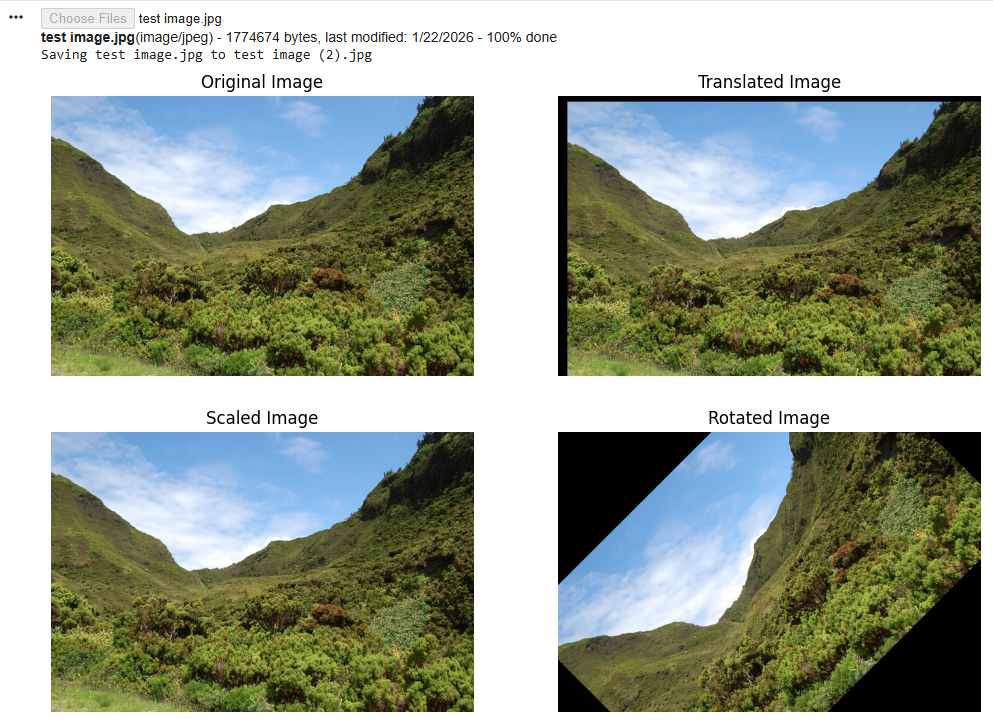 Choose Files test image.jpg
test image.jpg(image/jpeg) - 1774674 bytes, last modified: 1/22/2026 - 100% done
Saving test image.jpg to test image (2).jpg
Original Image
Translated Image
Scaled Image
Rotated Image